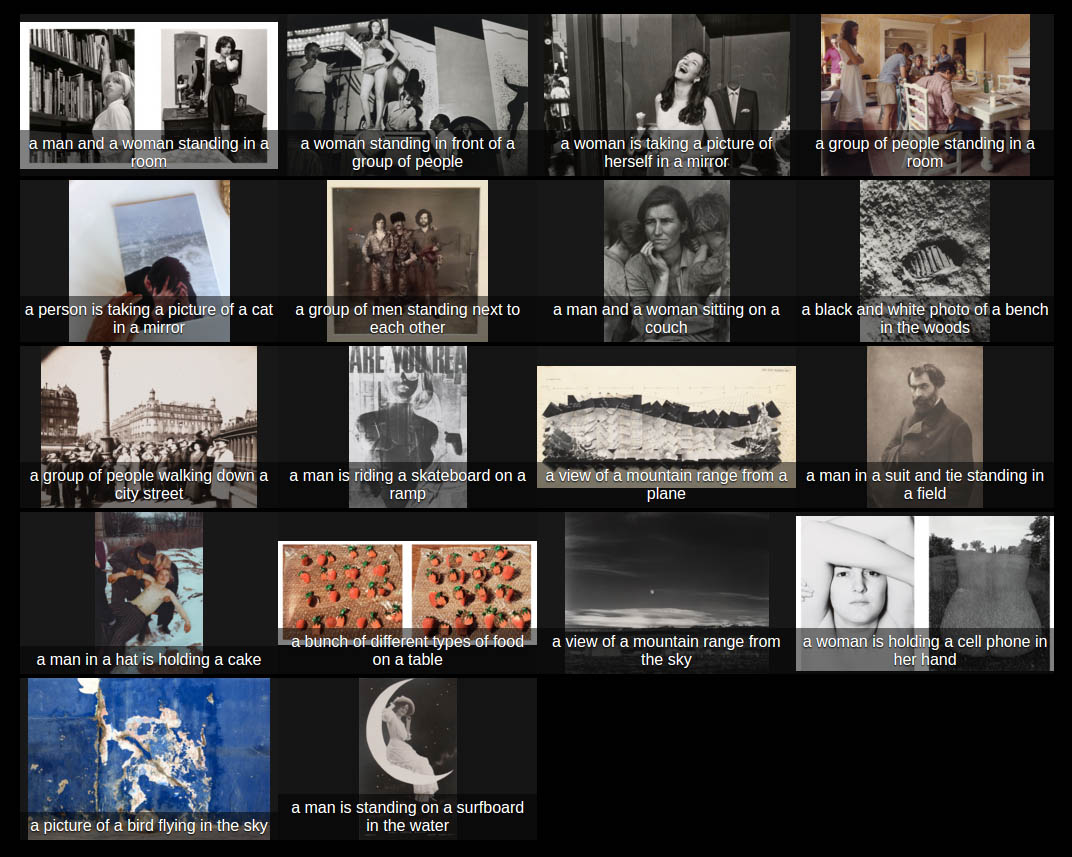 a man and a woman standing in a
room
a woman standing in front of a
group of people
a woman is taking a picture of
herself in a mirror
a group of people standing in a
room
a person is taking a picture of a cat
in a mirror
a group of men standing next to
each other
a man and a woman sitting on a
couch
a black and white photo of a bench
in the woods
a group of people walking down a
city street
ARE YOU REA
a man is riding a skateboard on a
ramp
a view of a mountain range from a
plane
a man in a suit and tie standing in
a field
a man in a hat is holding a cake
a bunch of different types of food
on a table
a view of a mountain range from
the sky
a woman is holding a cell phone in
her hand
a picture of a bird flying in the sky
a man is standing on a surfboard
in the water